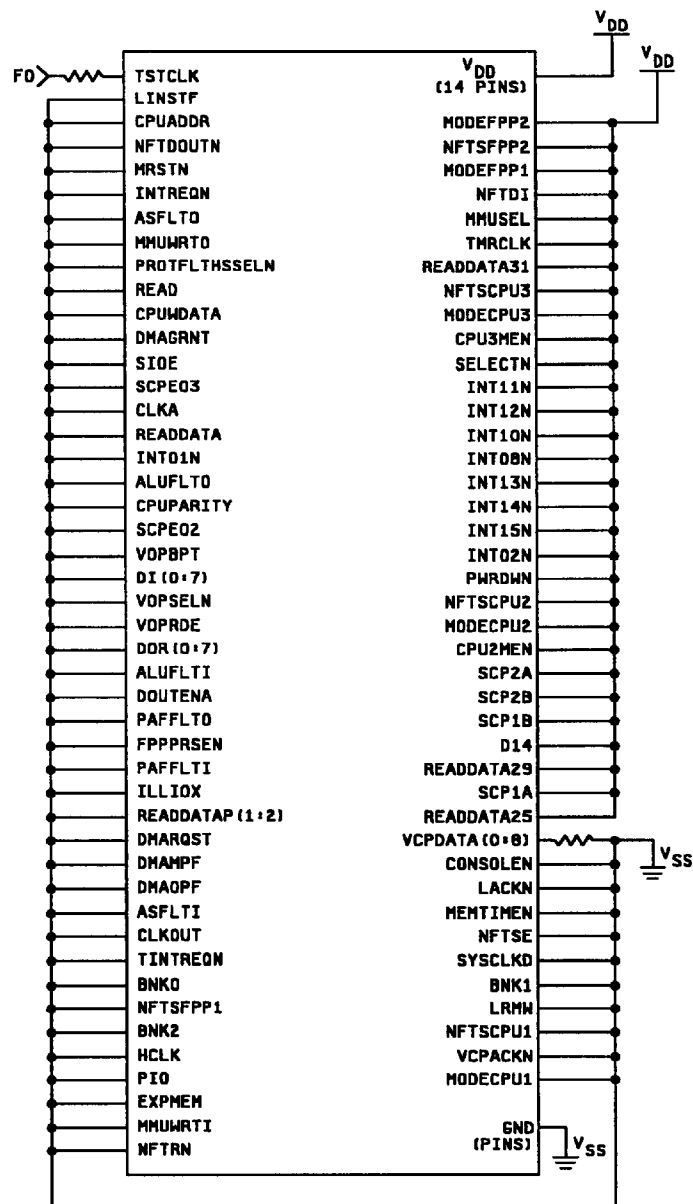 VDD
VDD
F0
TSTCLK
LINSTF
CPUADDR
NFTDOUTN
MRSTN
INTREQN
ASFLTO
MMUWRTO
PROTFLTHSSELN
READ
CPUWDATA
DMAGRNT
SIOE
SCPEO3
CLKA
READDATA
INT01N
ALUFLTO
CPUPARITY
SCPEO2
VOPBPT
DI(0:7)
VOPSELN
VOPRDE
DOR(0:7)
ALUFLTI
DOUTENA
PAFFLTO
FPPPRSEN
PAFFLTI
ILLIOX
READDATAP(1:2)
DMARQST
DMAMPF
DMAOPF
ASFLTI
CLKOUT
TINTREQN
BNK0
NFTSFPP1
BNK2
HCLK
PIO
EXPMEM
MMUWRTI
NFTRN
VDD
(14 PINS)
MODEFPP2
NFTSFPP2
MODEFPP1
NFTDI
MMUSEL
TMRCLK
READDATA31
NFTSCPU3
MODECPU3
CPU3MEN
SELECTN
INT11N
INT12N
INT10N
INT08N
INT13N
INT14N
INT15N
INT02N
PWRDWN
NFTSCPU2
MODECPU2
CPU2MEN
SCP2A
SCP2B
SCP1B
D14
READDATA29
SCP1A
READDATA25
VCPDATA(0:8)
CONSOLEN
LACKN
MEMTIMEN
NFTSE
SYSCLKD
BNK1
LRMW
NFTSCPU1
VCPACKN
MODECPU1
GND
(PINS)
VSS
VSS